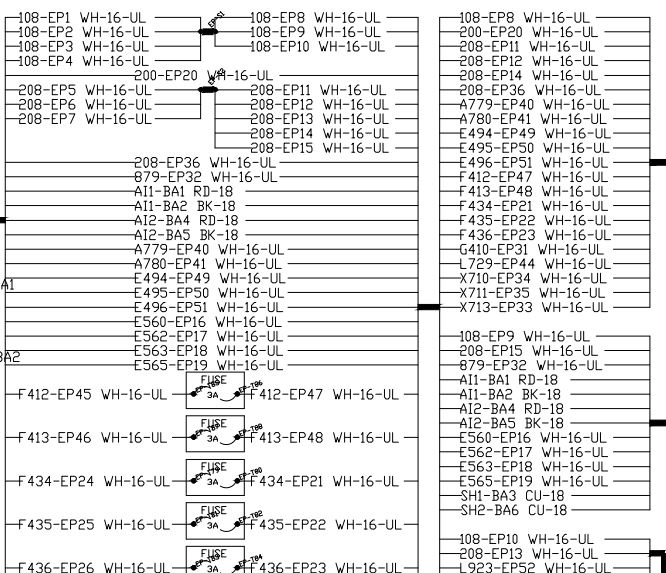 108-EP1 WH-16-UL
108-EP2 WH-16-UL
108-EP3 WH-16-UL
108-EP4 WH-16-UL
108-EP8 WH-16-UL
108-EP9 WH-16-UL
108-EP10 WH-16-UL
200-EP20 WH-16-UL
208-EP5 WH-16-UL
208-EP6 WH-16-UL
208-EP7 WH-16-UL
208-EP11 WH-16-UL
208-EP12 WH-16-UL
208-EP13 WH-16-UL
208-EP14 WH-16-UL
208-EP15 WH-16-UL
208-EP36 WH-16-UL
879-EP32 WH-16-UL
AI1-BA1 RD-18
AI1-BA2 BK-18
AI2-BA4 RD-18
AI2-BA5 BK-18
A779-EP40 WH-16-UL
A780-EP41 WH-16-UL
E494-EP49 WH-16-UL
E495-EP50 WH-16-UL
E496-EP51 WH-16-UL
E560-EP16 WH-16-UL
E562-EP17 WH-16-UL
E563-EP18 WH-16-UL
E565-EP19 WH-16-UL
BA2
F412-EP45 WH-16-UL
FUSE
3A
F412-EP47 WH-16-UL
F413-EP46 WH-16-UL
FUSE
3A
F413-EP48 WH-16-UL
F434-EP24 WH-16-UL
FUSE
3A
F434-EP21 WH-16-UL
F435-EP25 WH-16-UL
FUSE
3A
F435-EP22 WH-16-UL
F436-EP26 WH-16-UL
FUSE
3A
F436-EP23 WH-16-UL
108-EP8 WH-16-UL
200-EP20 WH-16-UL
208-EP11 WH-16-UL
208-EP12 WH-16-UL
208-EP14 WH-16-UL
208-EP36 WH-16-UL
A779-EP40 WH-16-UL
A780-EP41 WH-16-UL
E494-EP49 WH-16-UL
E495-EP50 WH-16-UL
E496-EP51 WH-16-UL
F412-EP47 WH-16-UL
F413-EP48 WH-16-UL
F434-EP21 WH-16-UL
F435-EP22 WH-16-UL
F436-EP23 WH-16-UL
G410-EP31 WH-16-UL
L729-EP44 WH-16-UL
X710-EP34 WH-16-UL
X711-EP35 WH-16-UL
X713-EP33 WH-16-UL
108-EP9 WH-16-UL
208-EP15 WH-16-UL
879-EP32 WH-16-UL
AI1-BA1 RD-18
AI1-BA2 BK-18
AI2-BA4 RD-18
AI2-BA5 BK-18
E560-EP16 WH-16-UL
E562-EP17 WH-16-UL
E563-EP18 WH-16-UL
E565-EP19 WH-16-UL
SH1-BA3 CU-18
SH2-BA6 CU-18
108-EP10 WH-16-UL
208-EP13 WH-16-UL
L923-EP52 WH-16-UL